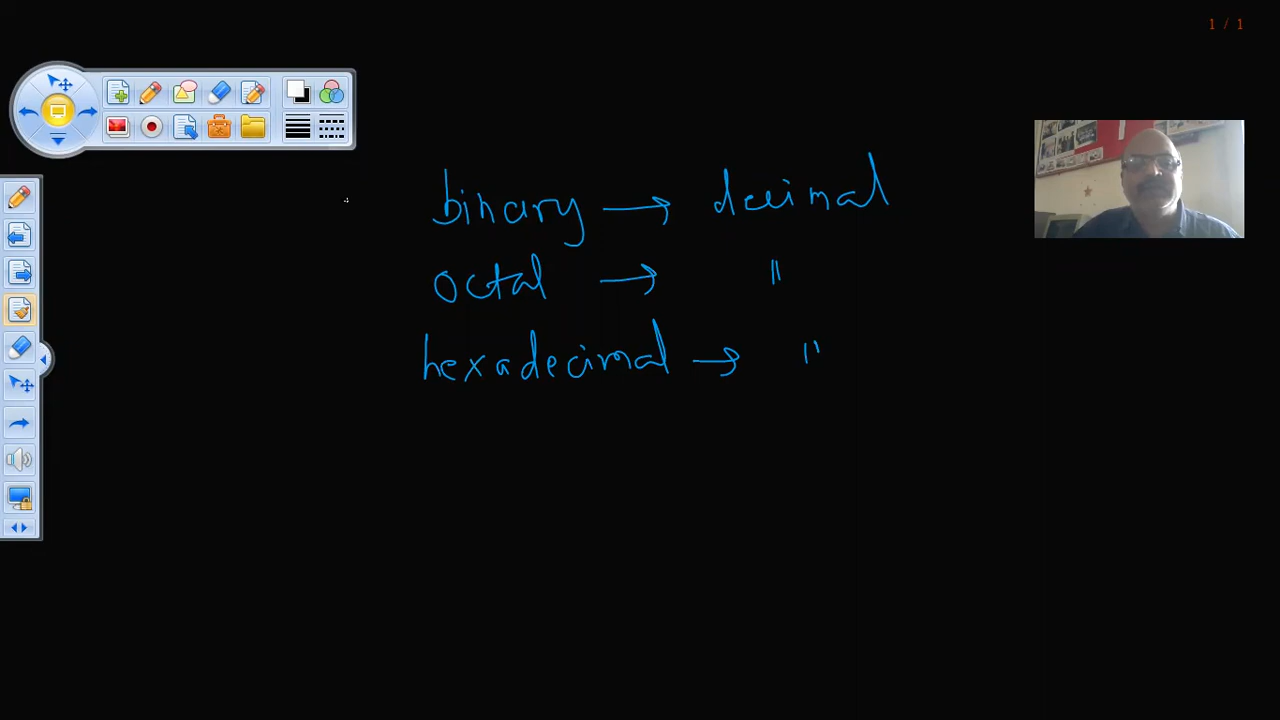 1 / 1
binary → decimal
octal → "
hexadecimal → "